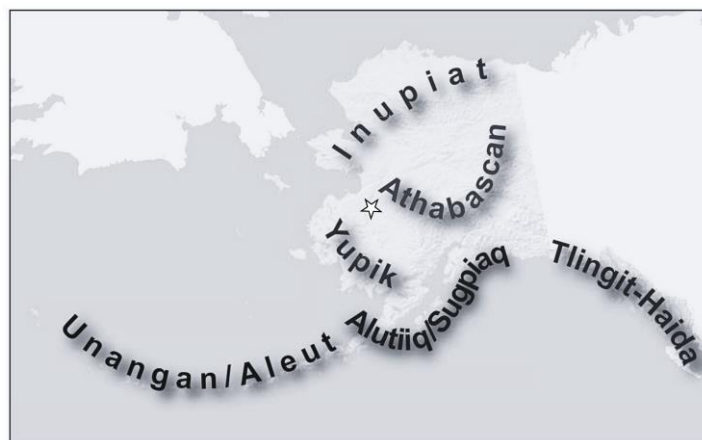 Inupiat
Athabascan
Yupik
Tlingit-Haida
Alutiiq/Sugpiaq
Unangan/Aleut